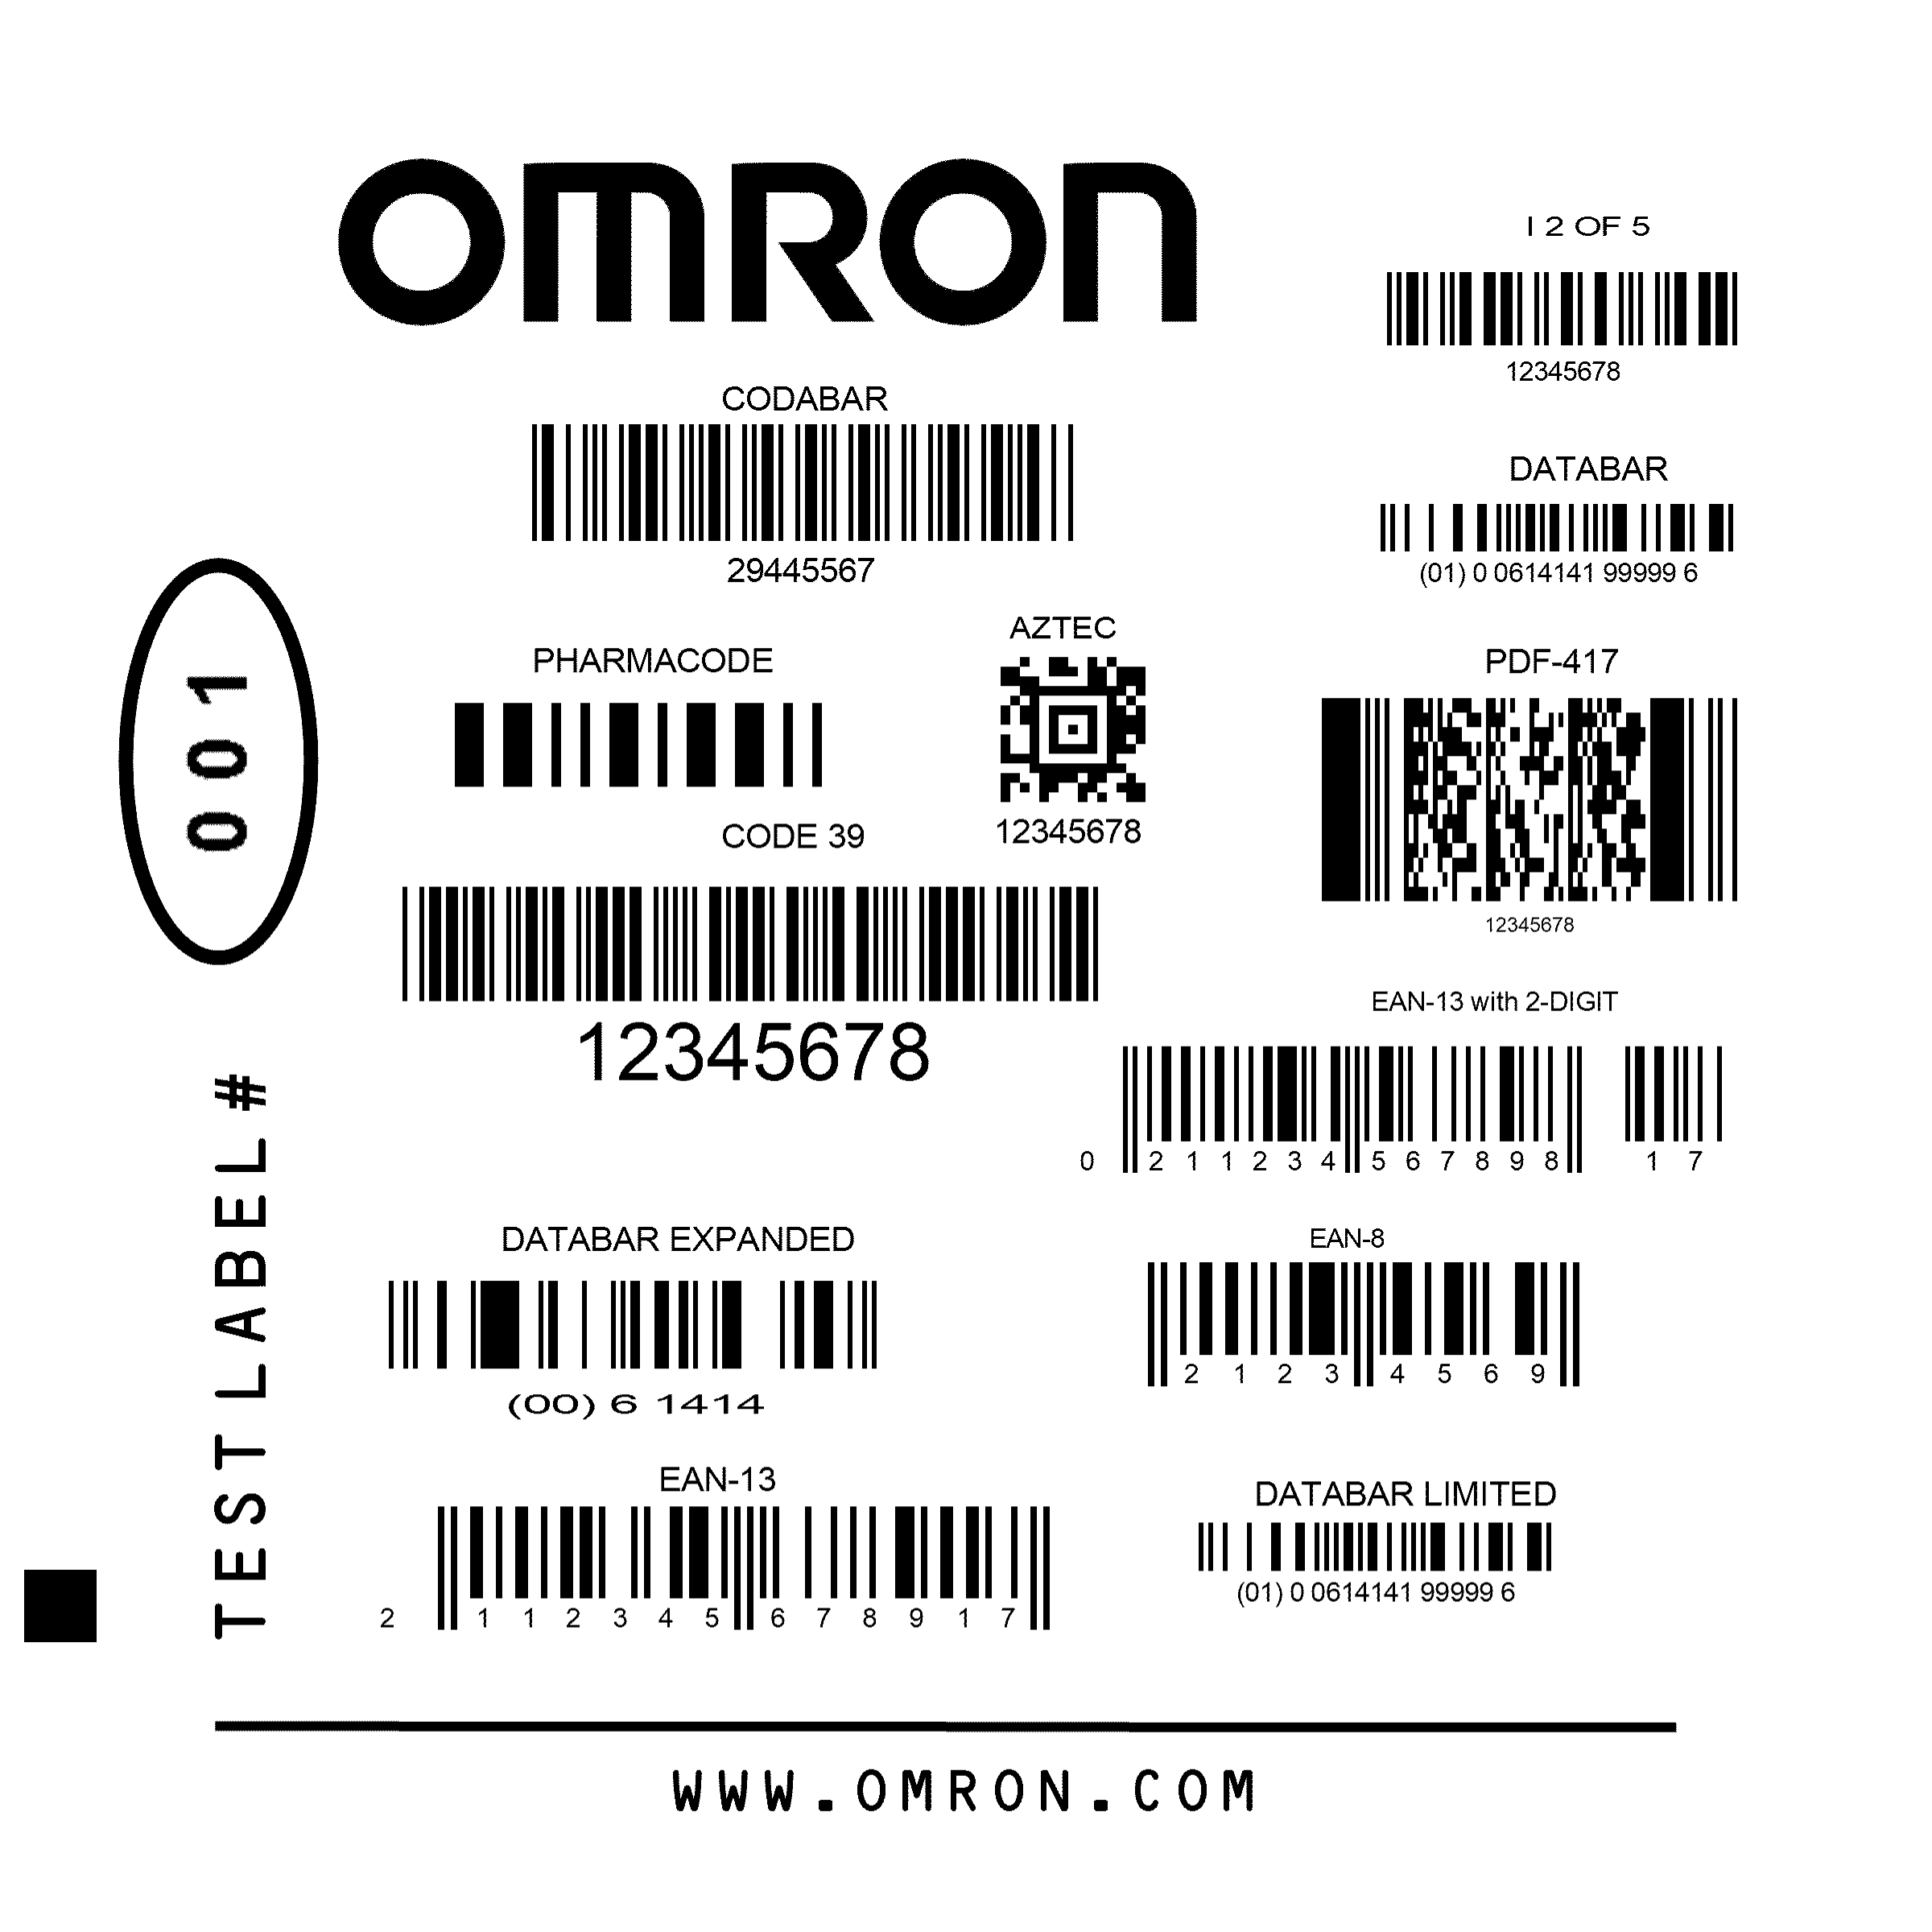 OMRON
I 2 OF 5
12345678
CODABAR
29445567
DATABAR
(01) 0 0614141 99999 6
PHARMACODE
AZTEC
12345678
PDF-417
12345678
CODE 39
12345678
EAN-13 with 2-DIGIT
0 2 1 1 2 3 4 5 6 7 8 9 8 1 7
DATABAR EXPANDED
(00) 6 1414
EAN-8
2 1 2 3 4 5 6 9
EAN-13
2 1 1 2 3 4 5 6 7 8 9 1 7
DATABAR LIMITED
(01) 0 0614141 99999 6
TEST LABEL #
001
WWW.OMRON.COM